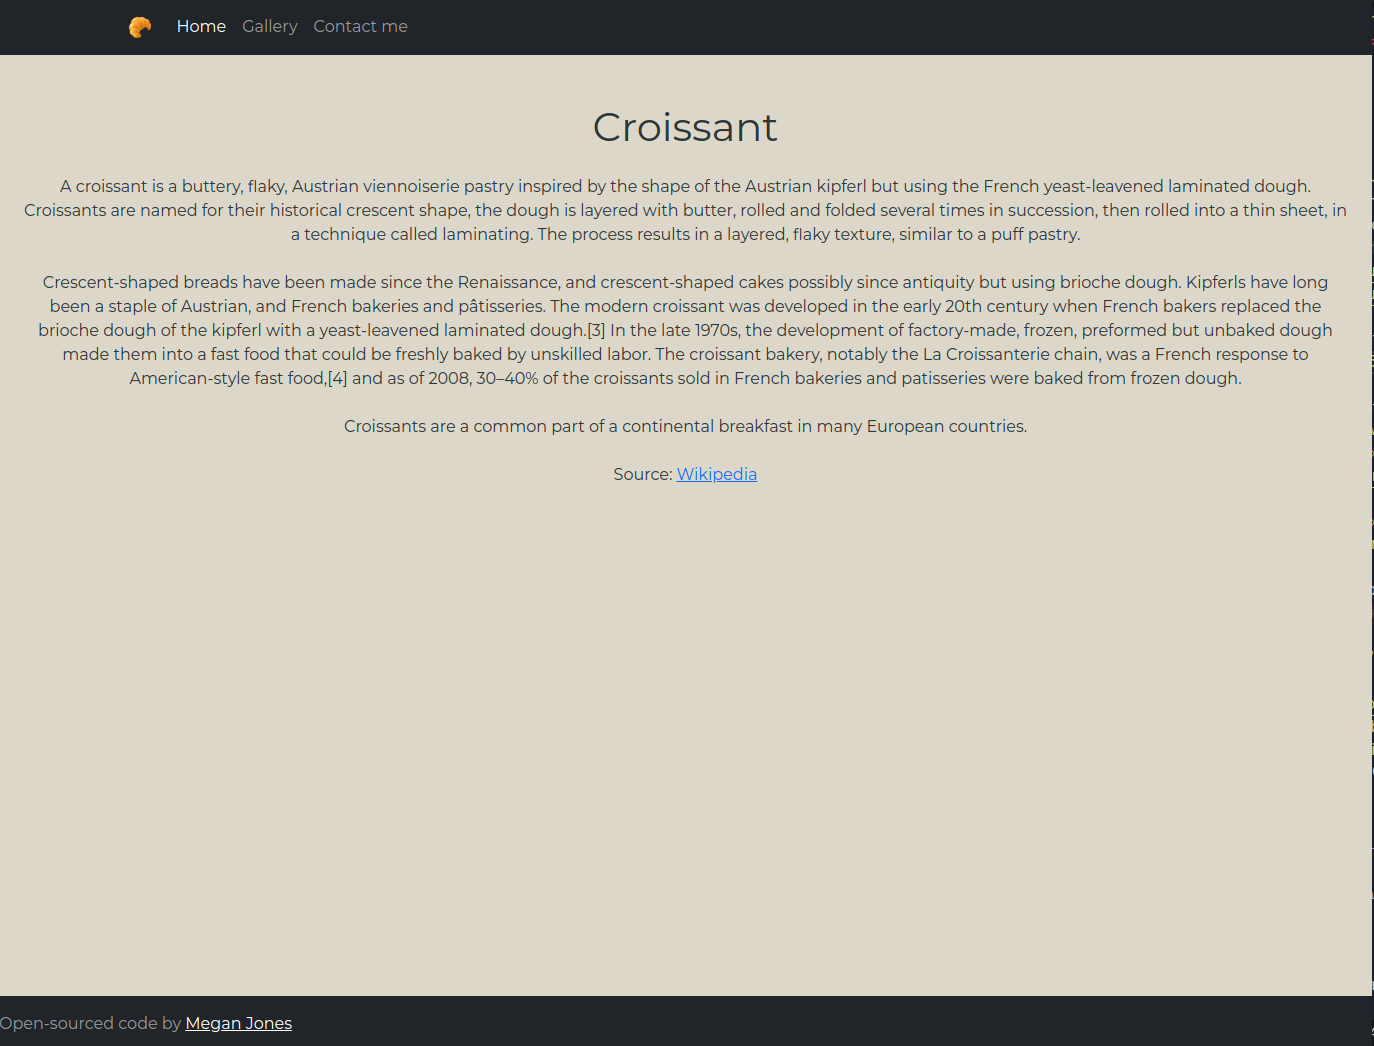 Home Gallery Contact me
Croissant
A croissant is a buttery, flaky, Austrian viennoiserie pastry inspired by the shape of the Austrian kipferl but using the French yeast-leavened laminated dough.
Croissants are named for their historical crescent shape, the dough is layered with butter, rolled and folded several times in succession, then rolled into a thin sheet, in
a technique called laminating. The process results in a layered, flaky texture, similar to a puff pastry.
Crescent-shaped breads have been made since the Renaissance, and crescent-shaped cakes possibly since antiquity but using brioche dough. Kipferls have long
been a staple of Austrian, and French bakeries and pâtisseries. The modern croissant was developed in the early 20th century when French bakers replaced the
brioche dough of the kipferl with a yeast-leavened laminated dough.[3] In the late 1970s, the development of factory-made, frozen, preformed but unbaked dough
made them into a fast food that could be freshly baked by unskilled labor. The croissant bakery, notably the La Croissanterie chain, was a French response to
American-style fast food,[4] and as of 2008, 30–40% of the croissants sold in French bakeries and patisseries were baked from frozen dough.
Croissants are a common part of a continental breakfast in many European countries.
Source: Wikipedia
Open-sourced code by Megan Jones